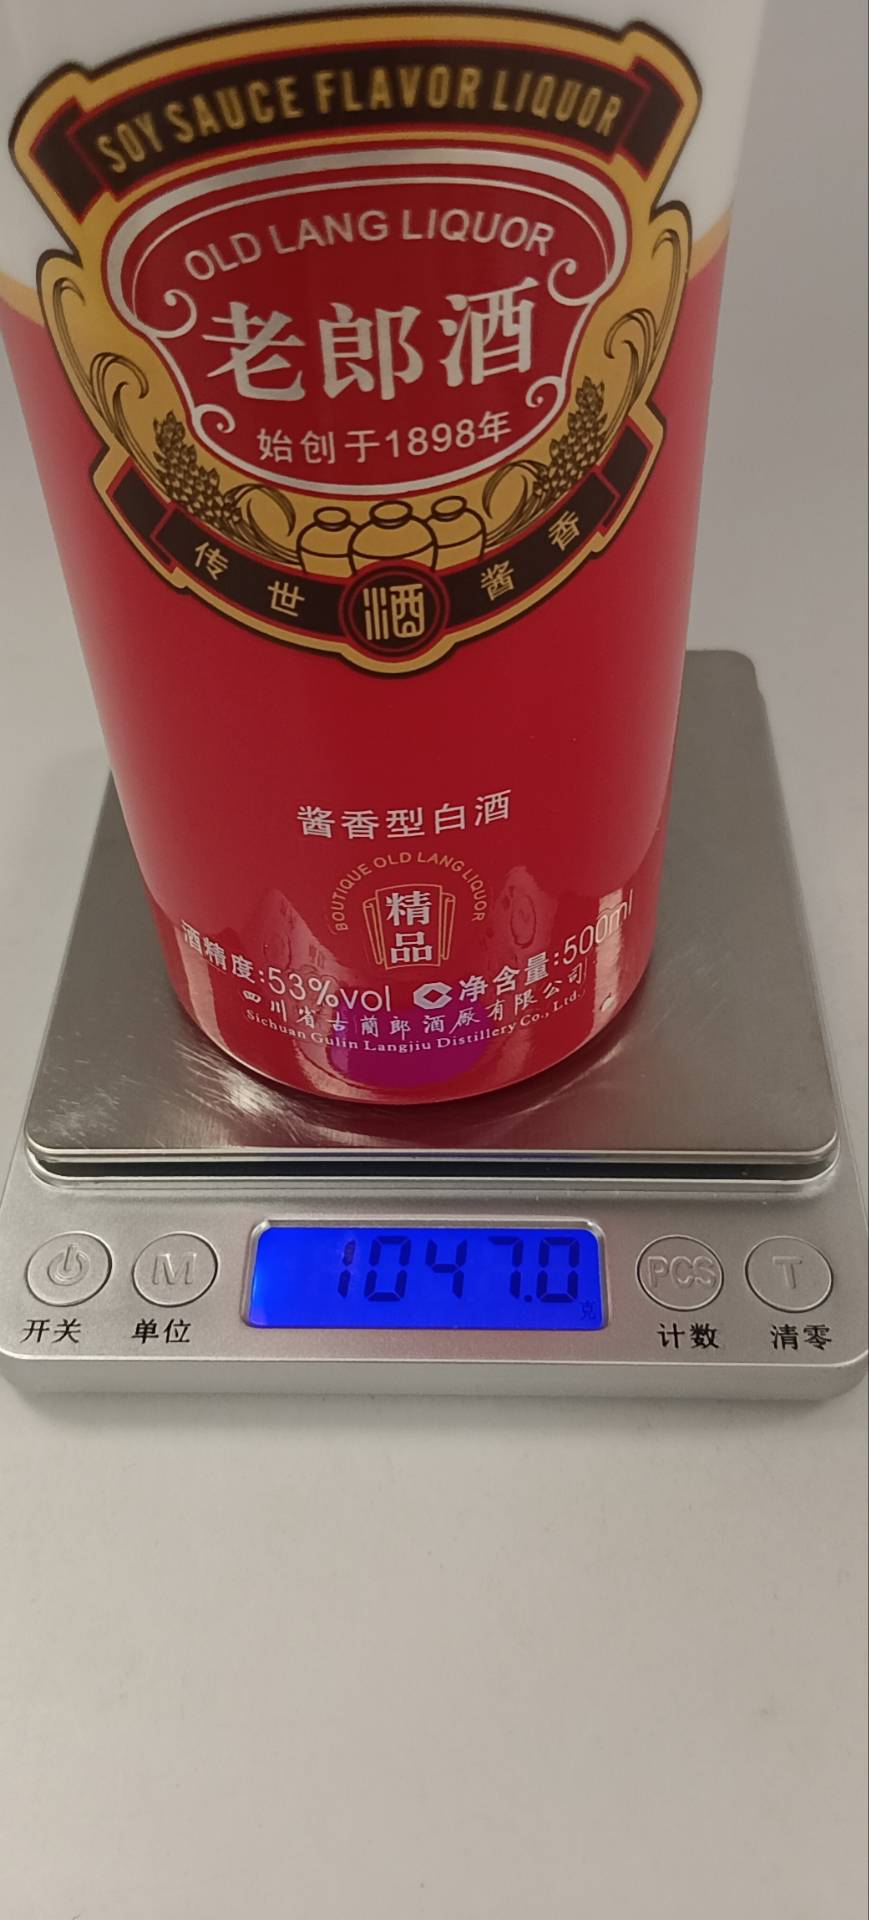 SOY SAUCE FLAVOR LIQUOR
OLD LANG LIQUOR
老郎酒
始创于1898年
传世酒酱香
酱香型白酒
BOUTIQUE OLD LANG LIQUOR
精品
酒精度:53%vol 净含量:500ml
四川省古蔺郎酒厂有限公司
Sichuan Gulin Langjiu Distillery Co., Ltd.
1047.0
克
M PCS T
开关 单位 计数 清零